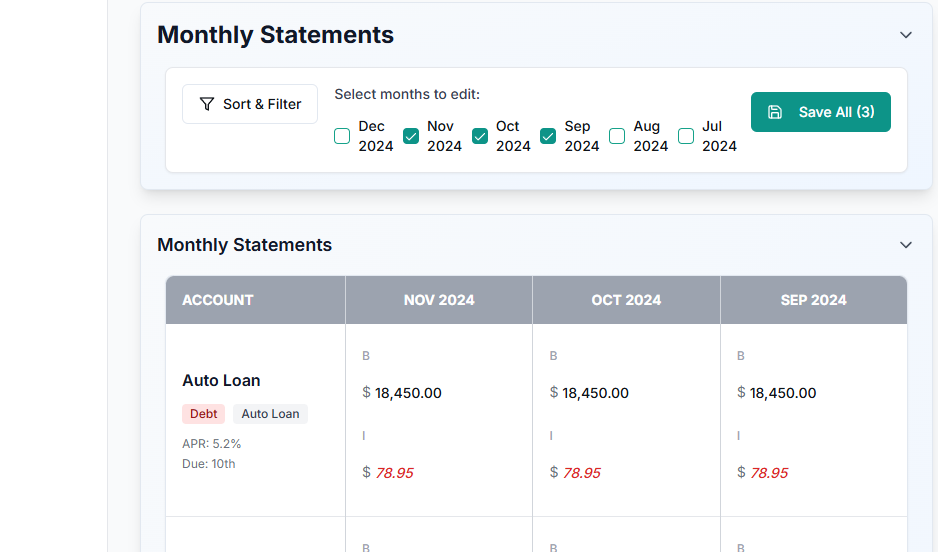 Monthly Statements
Sort & Filter
Select months to edit:
Dec 2024
Nov 2024
Oct 2024
Sep 2024
Aug 2024
Jul 2024
Save All (3)
Monthly Statements
ACCOUNT NOV 2024 OCT 2024 SEP 2024
Auto Loan
Debt Auto Loan
APR: 5.2%
Due: 10th
B
$ 18,450.00
I
$ 78.95
B
$ 18,450.00
I
$ 78.95
B
$ 18,450.00
I
$ 78.95
B B B